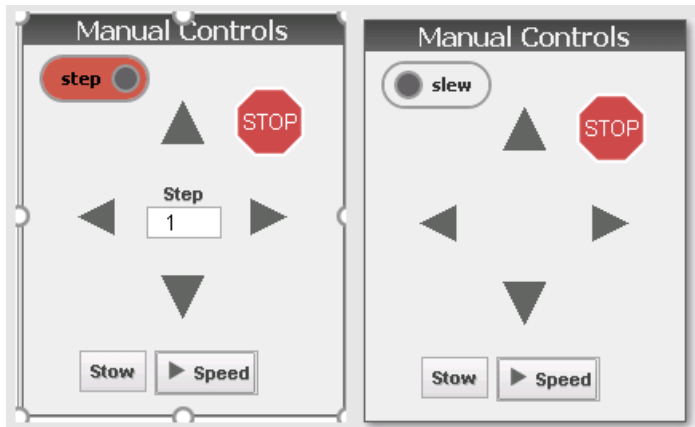 Manual Controls
step
STOP
Step
1
Stow
Speed
Manual Controls
slew
STOP
Stow
Speed